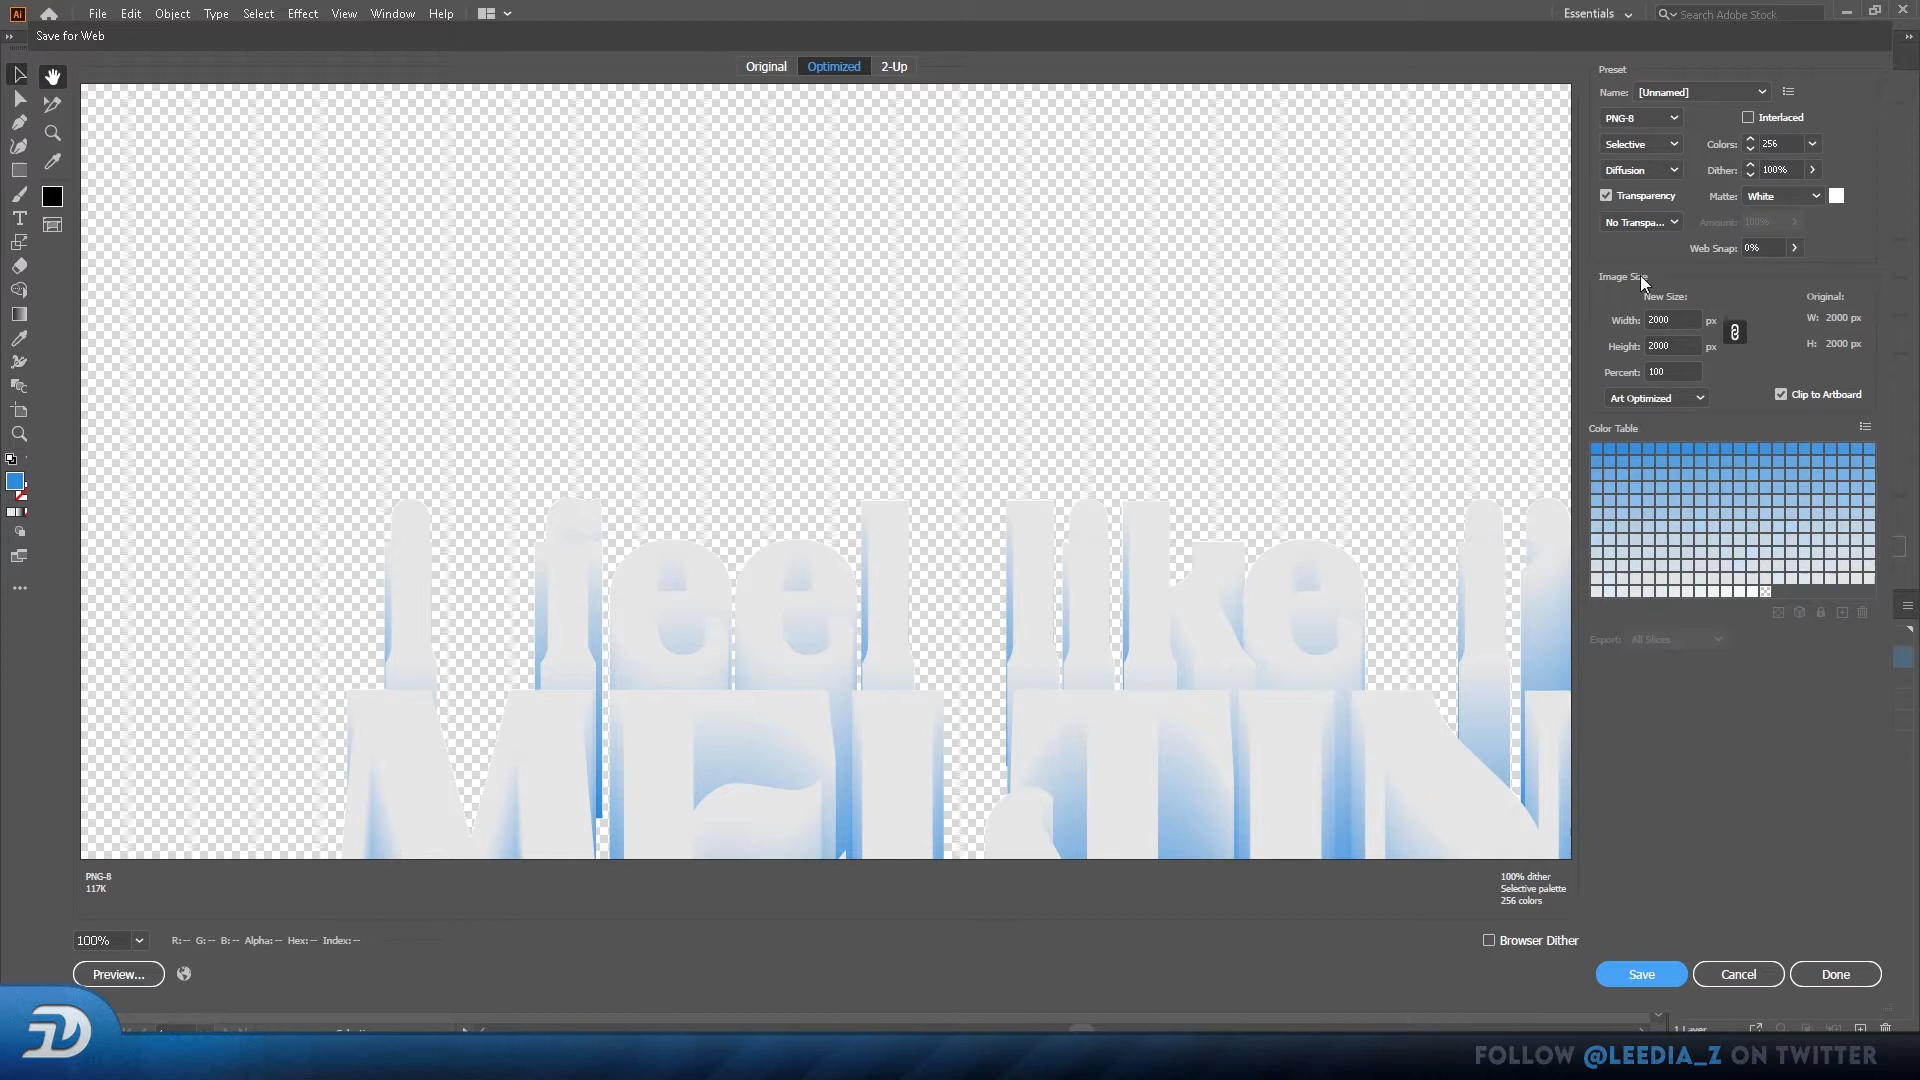 Ai File Edit Object Type Select Effect View Window Help Essentials Search Adobe Stock
Save for Web
Original Optimized 2-Up
Preset
Name: [Unnamed]
PNG-8 Interlaced
Selective Colors: 256
Diffusion Dither: 100%
Transparency Matte: White
No Transpa... Amount: 100%
Web Snap: 0%
Image Size
New Size: Original:
Width: 2000 px W: 2000 px
Height: 2000 px H: 2000 px
Percent: 100
Art Optimized Clip to Artboard
Color Table
Export: All Slices
I feel like i
MELTIN
PNG-8
117K
100% dither
Selective palette
256 colors
100% R: -- G: -- B: -- Alpha: -- Hex: -- Index: -- Browser Dither
Preview... Save Cancel Done
1 Layer
FOLLOW @LEEDIA_Z ON TWITTER